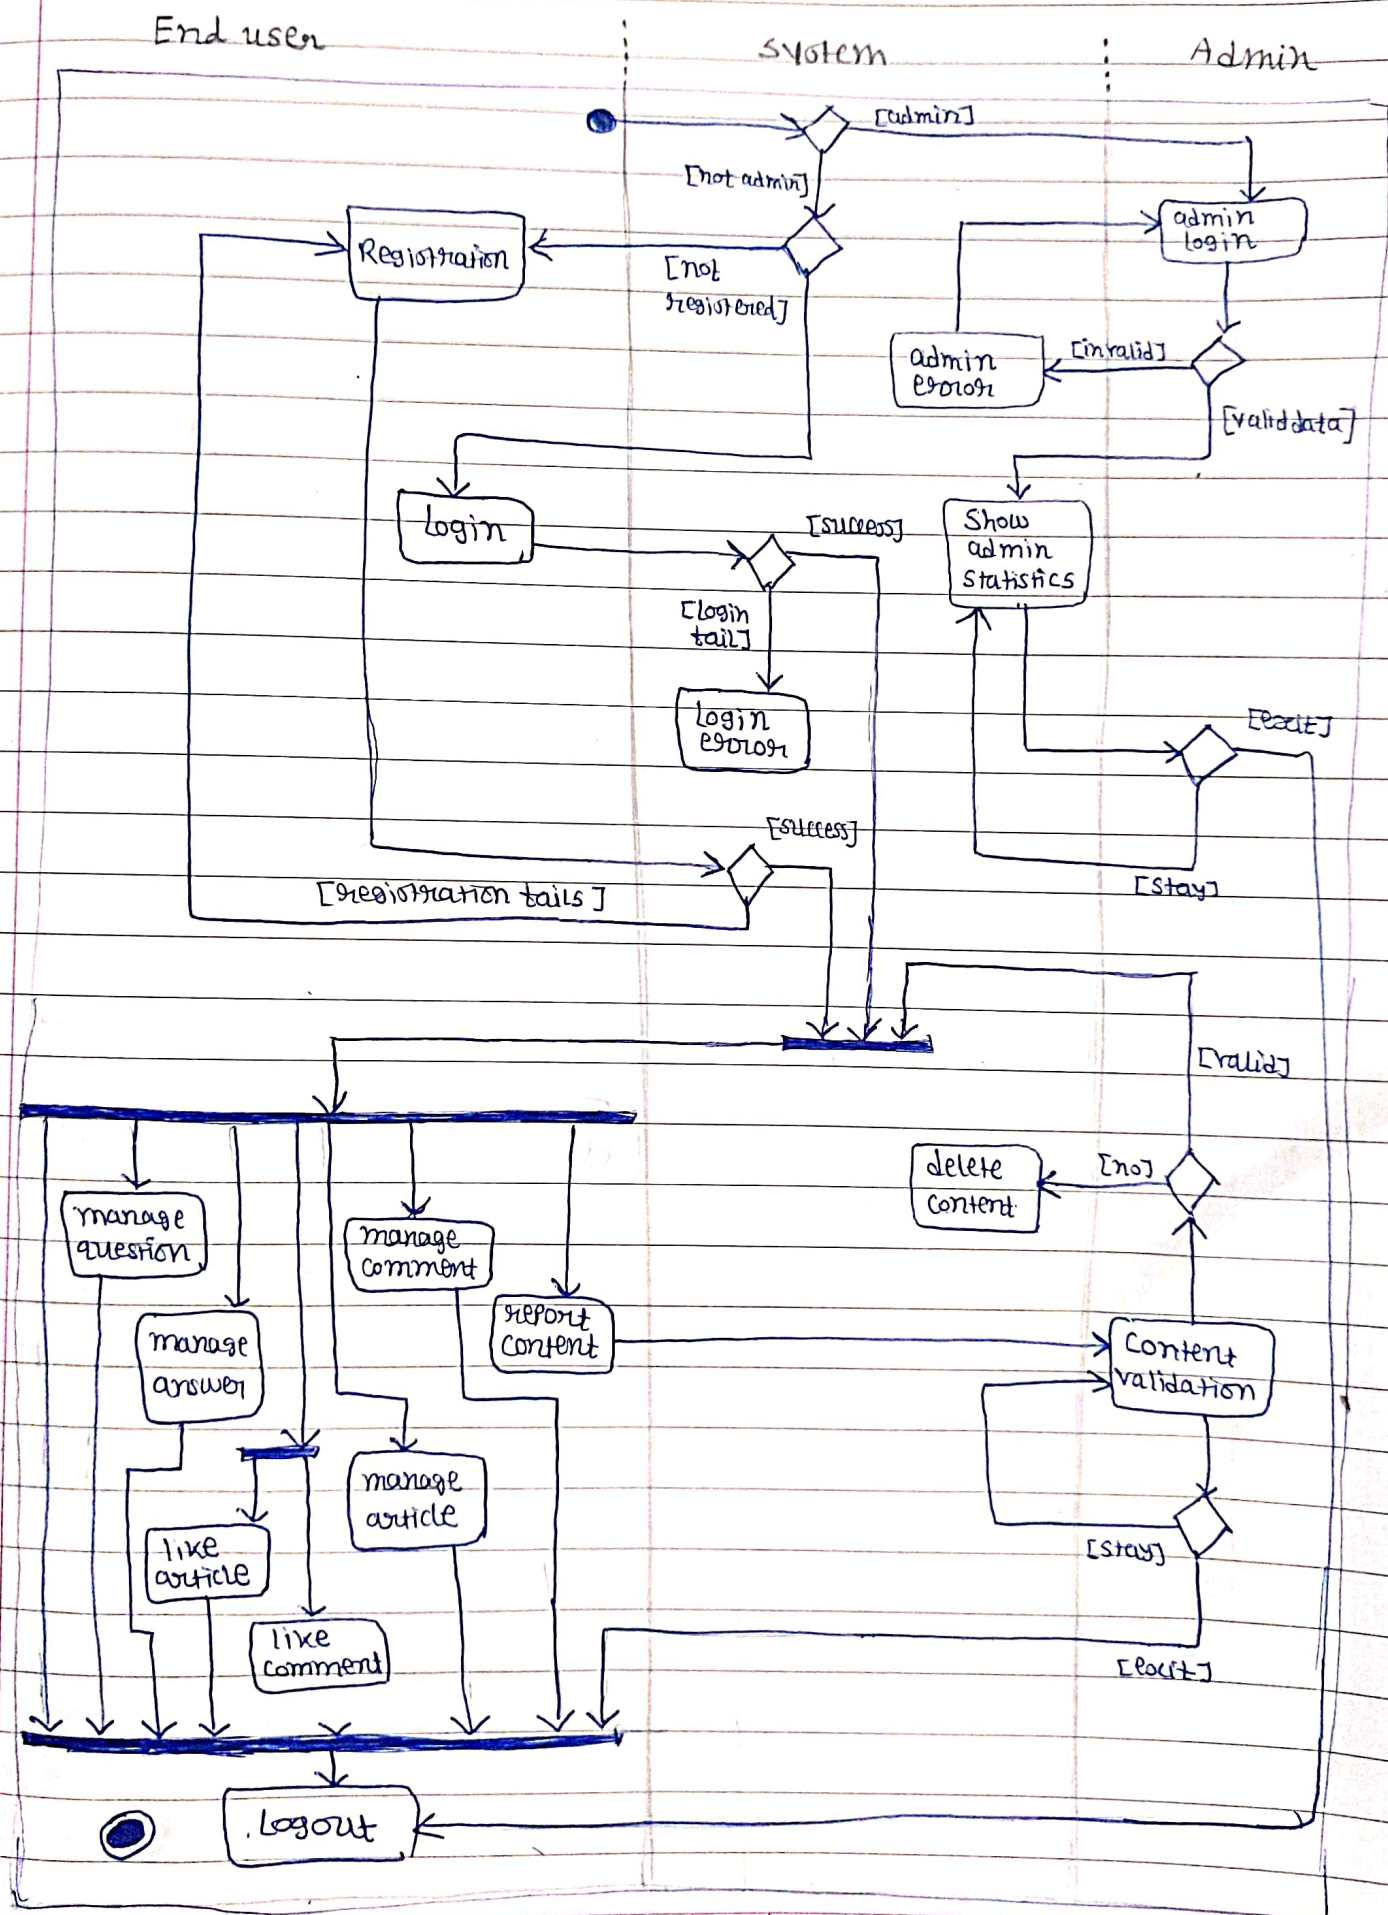 End user
System
Admin
[admin]
[not admin]
admin
login
Registration
[not
registered]
[invalid]
admin
error
[valid data]
Login
[success]
Show
admin
statistics
[Login
fail]
Login
error
[exit]
[success]
[stay]
[registration fails]
[valid]
delete
content
[no]
manage
question
manage
comment
report
content
manage
answer
Content
validation
manage
article
like
article
[stay]
like
comment
[exit]
Logout